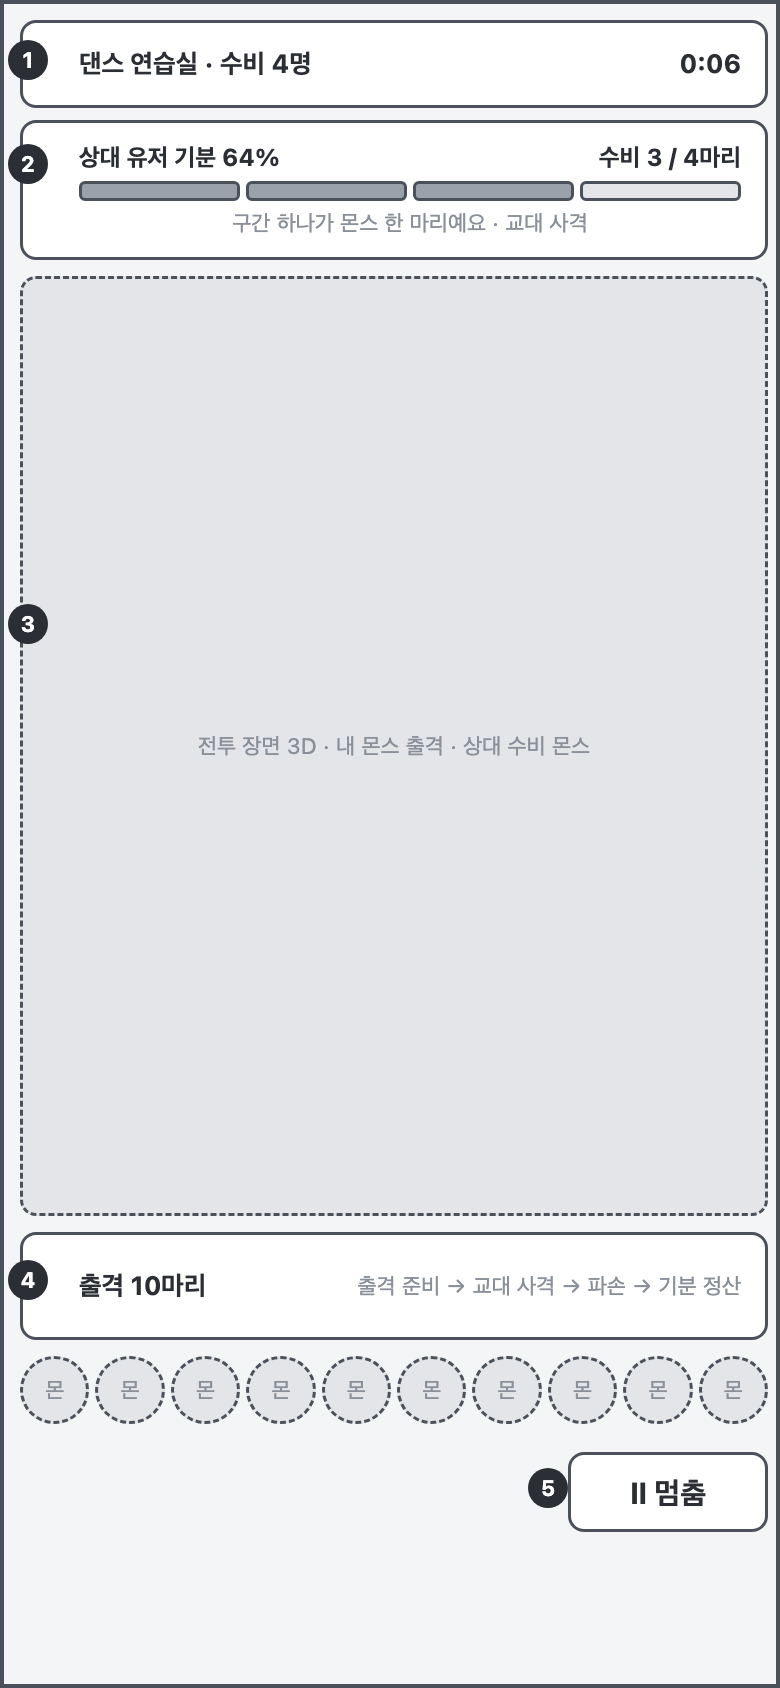 1 댄스 연습실 · 수비 4명 0:06
2 상대 유저 기분 64% 수비 3 / 4마리
구간 하나가 몬스 한 마리예요 · 교대 사격
3
전투 장면 3D · 내 몬스 출격 · 상대 수비 몬스
4 출격 10마리 출격 준비 → 교대 사격 → 파손 → 기분 정산
몬 몬 몬 몬 몬 몬 몬 몬 몬 몬
5 II 멈춤